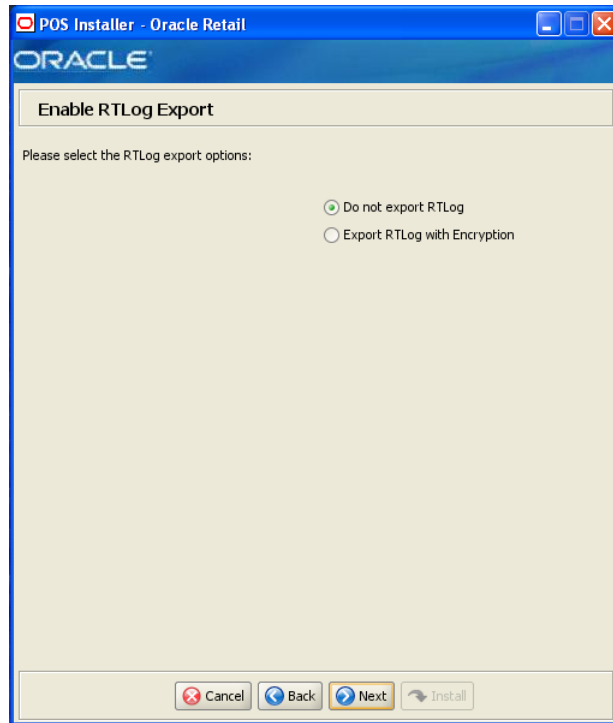 POS Installer - Oracle Retail
ORACLE
Enable RTLog Export
Please select the RTLog export options:
Do not export RTLog
Export RTLog with Encryption
Cancel
Back
Next
Install